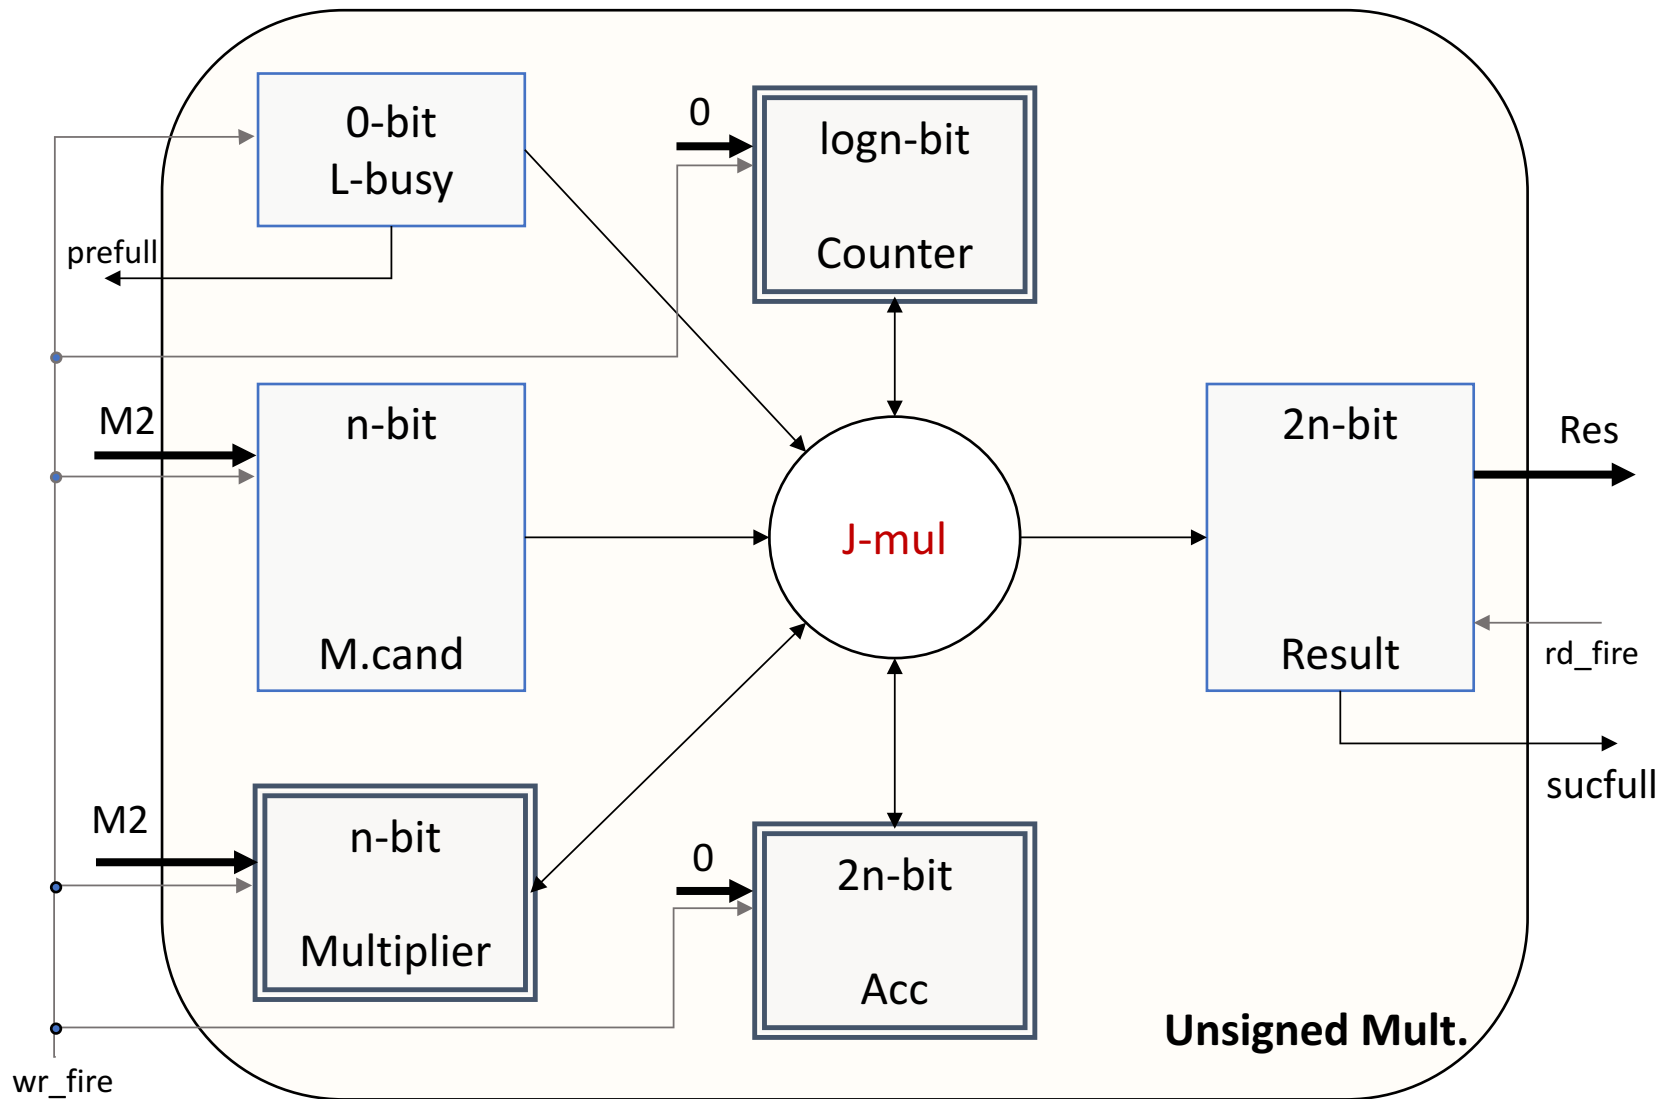 0-bit
L-busy
prefull
0
logn-bit
Counter
M2
n-bit
M.cand
J-mul
2n-bit
Result
Res
rd_fire
sucfull
M2
n-bit
Multiplier
0
2n-bit
Acc
Unsigned Mult.
wr_fire